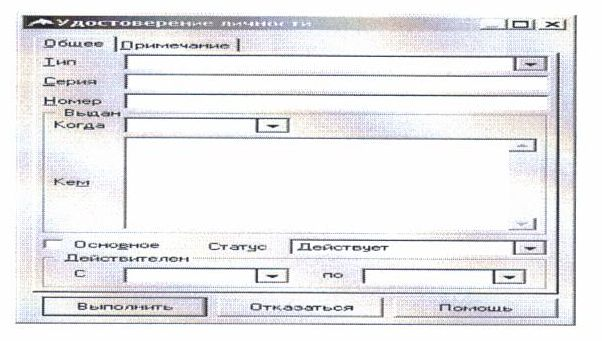 Удостоверение личности
Общее Примечание
Тип
Серия
Номер
Выдан
Когда
Кем
Основное Статус Действует
Действителен
С по
Выполнить Отказаться Помощь